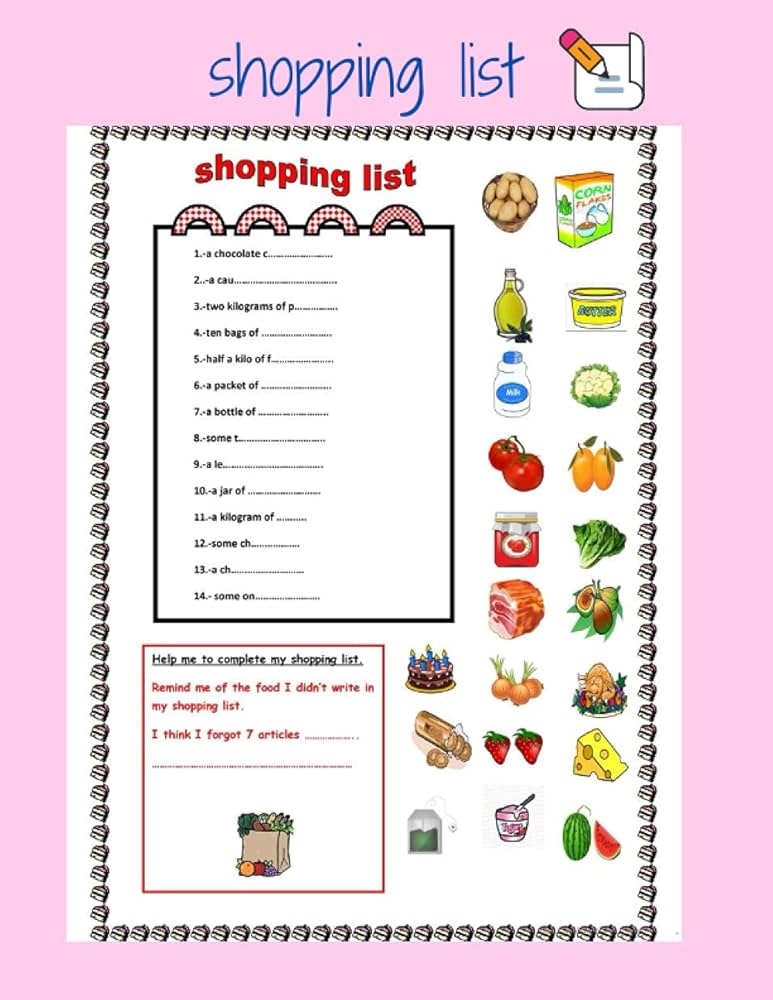 shopping list
shopping list
1.-a chocolate c........................
2..-a cau.......................................
3.-two kilograms of p................
4.-ten bags of ...........................
5.-half a kilo of f........................
6.-a packet of ...........................
7.-a bottle of ...........................
8.-some t.................................
9.-a le......................................
10.-a jar of ............................
11.-a kilogram of ............
12.-some ch...................
13.-a ch............................
14.- some on.........................
CORN
FLAKES
BUTTER
Milk
Help me to complete my shopping list.
Remind me of the food I didn't write in
my shopping list.
I think I forgot 7 articles ....................
..........................................................................